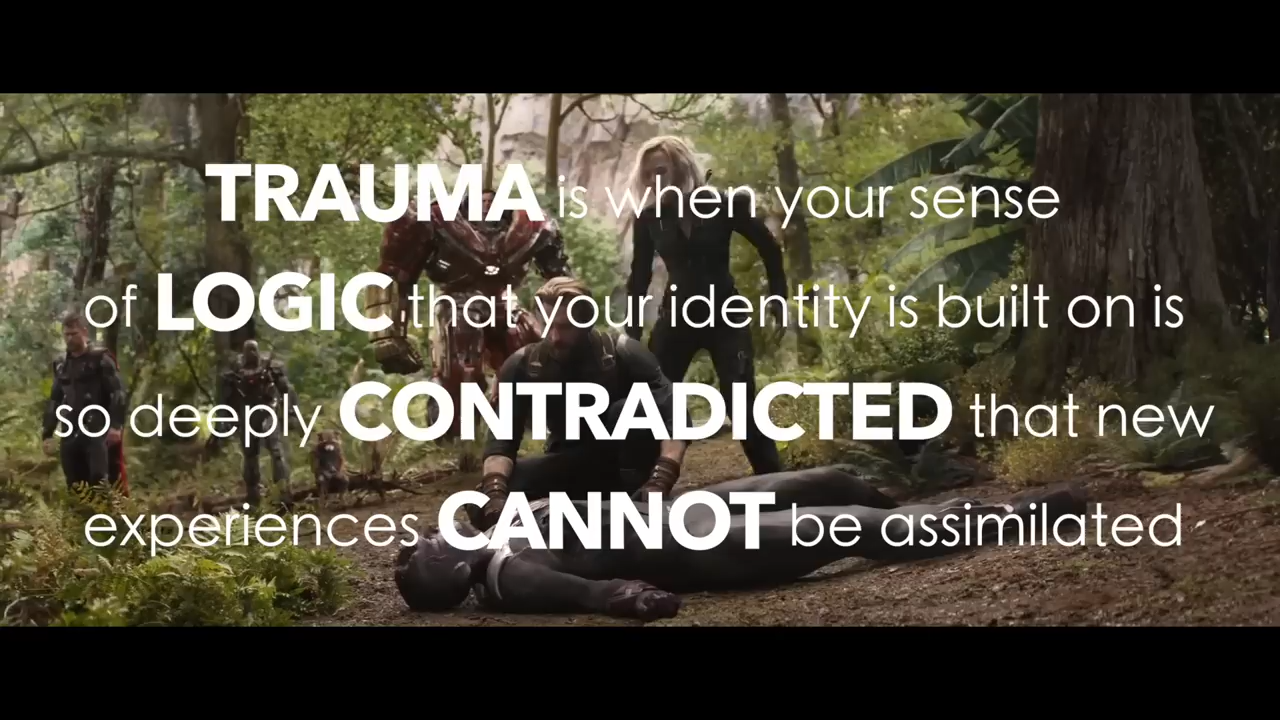 TRAUMA is when your sense
of LOGIC that your identity is built on is
so deeply CONTRADICTED that new
experiences CANNOT be assimilated